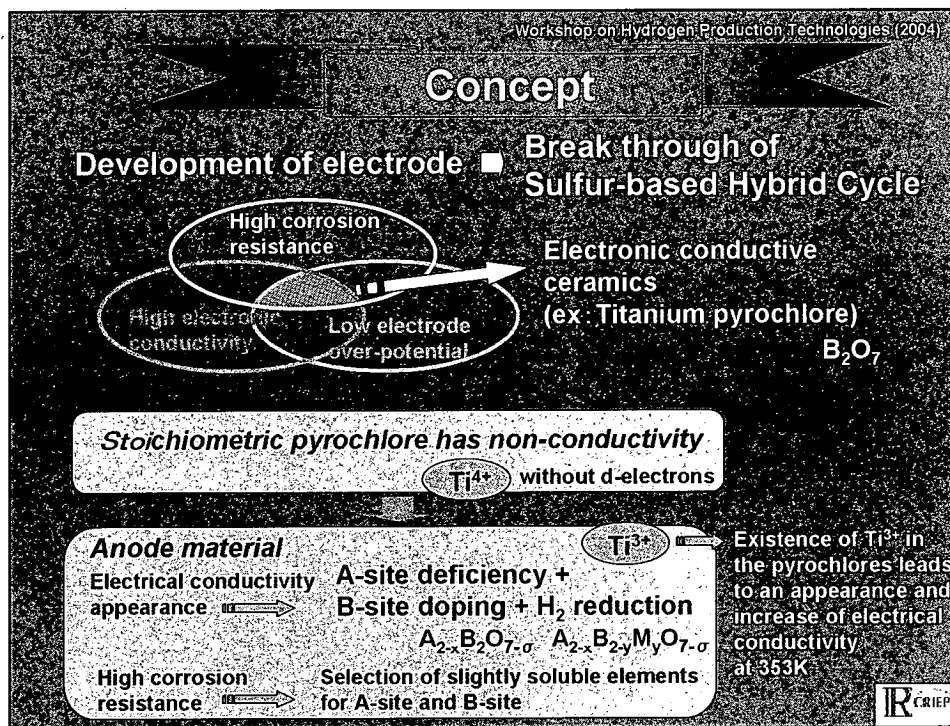 Workshop on Hydrogen Production Technologies (2004)
Concept
Development of electrode
Break through of
Sulfur-based Hybrid Cycle
High corrosion
resistance
High electronic
conductivity
Low electrode
over-potential
Electronic conductive
ceramics
(ex : Titanium pyrochlore)
B₂O₇
Stoichiometric pyrochlore has non-conductivity
Ti⁴⁺ without d-electrons
Anode material
Ti³⁺
Electrical conductivity
appearance
A-site deficiency +
B-site doping + H₂ reduction
A₂₋ₓB₂O₇₋σ A₂₋ₓB₂₋yMyO₇₋σ
High corrosion
resistance
Selection of slightly soluble elements
for A-site and B-site
Existence of Ti³⁺ in
the pyrochlores leads
to an appearance and
increase of electrical
conductivity
at 353K